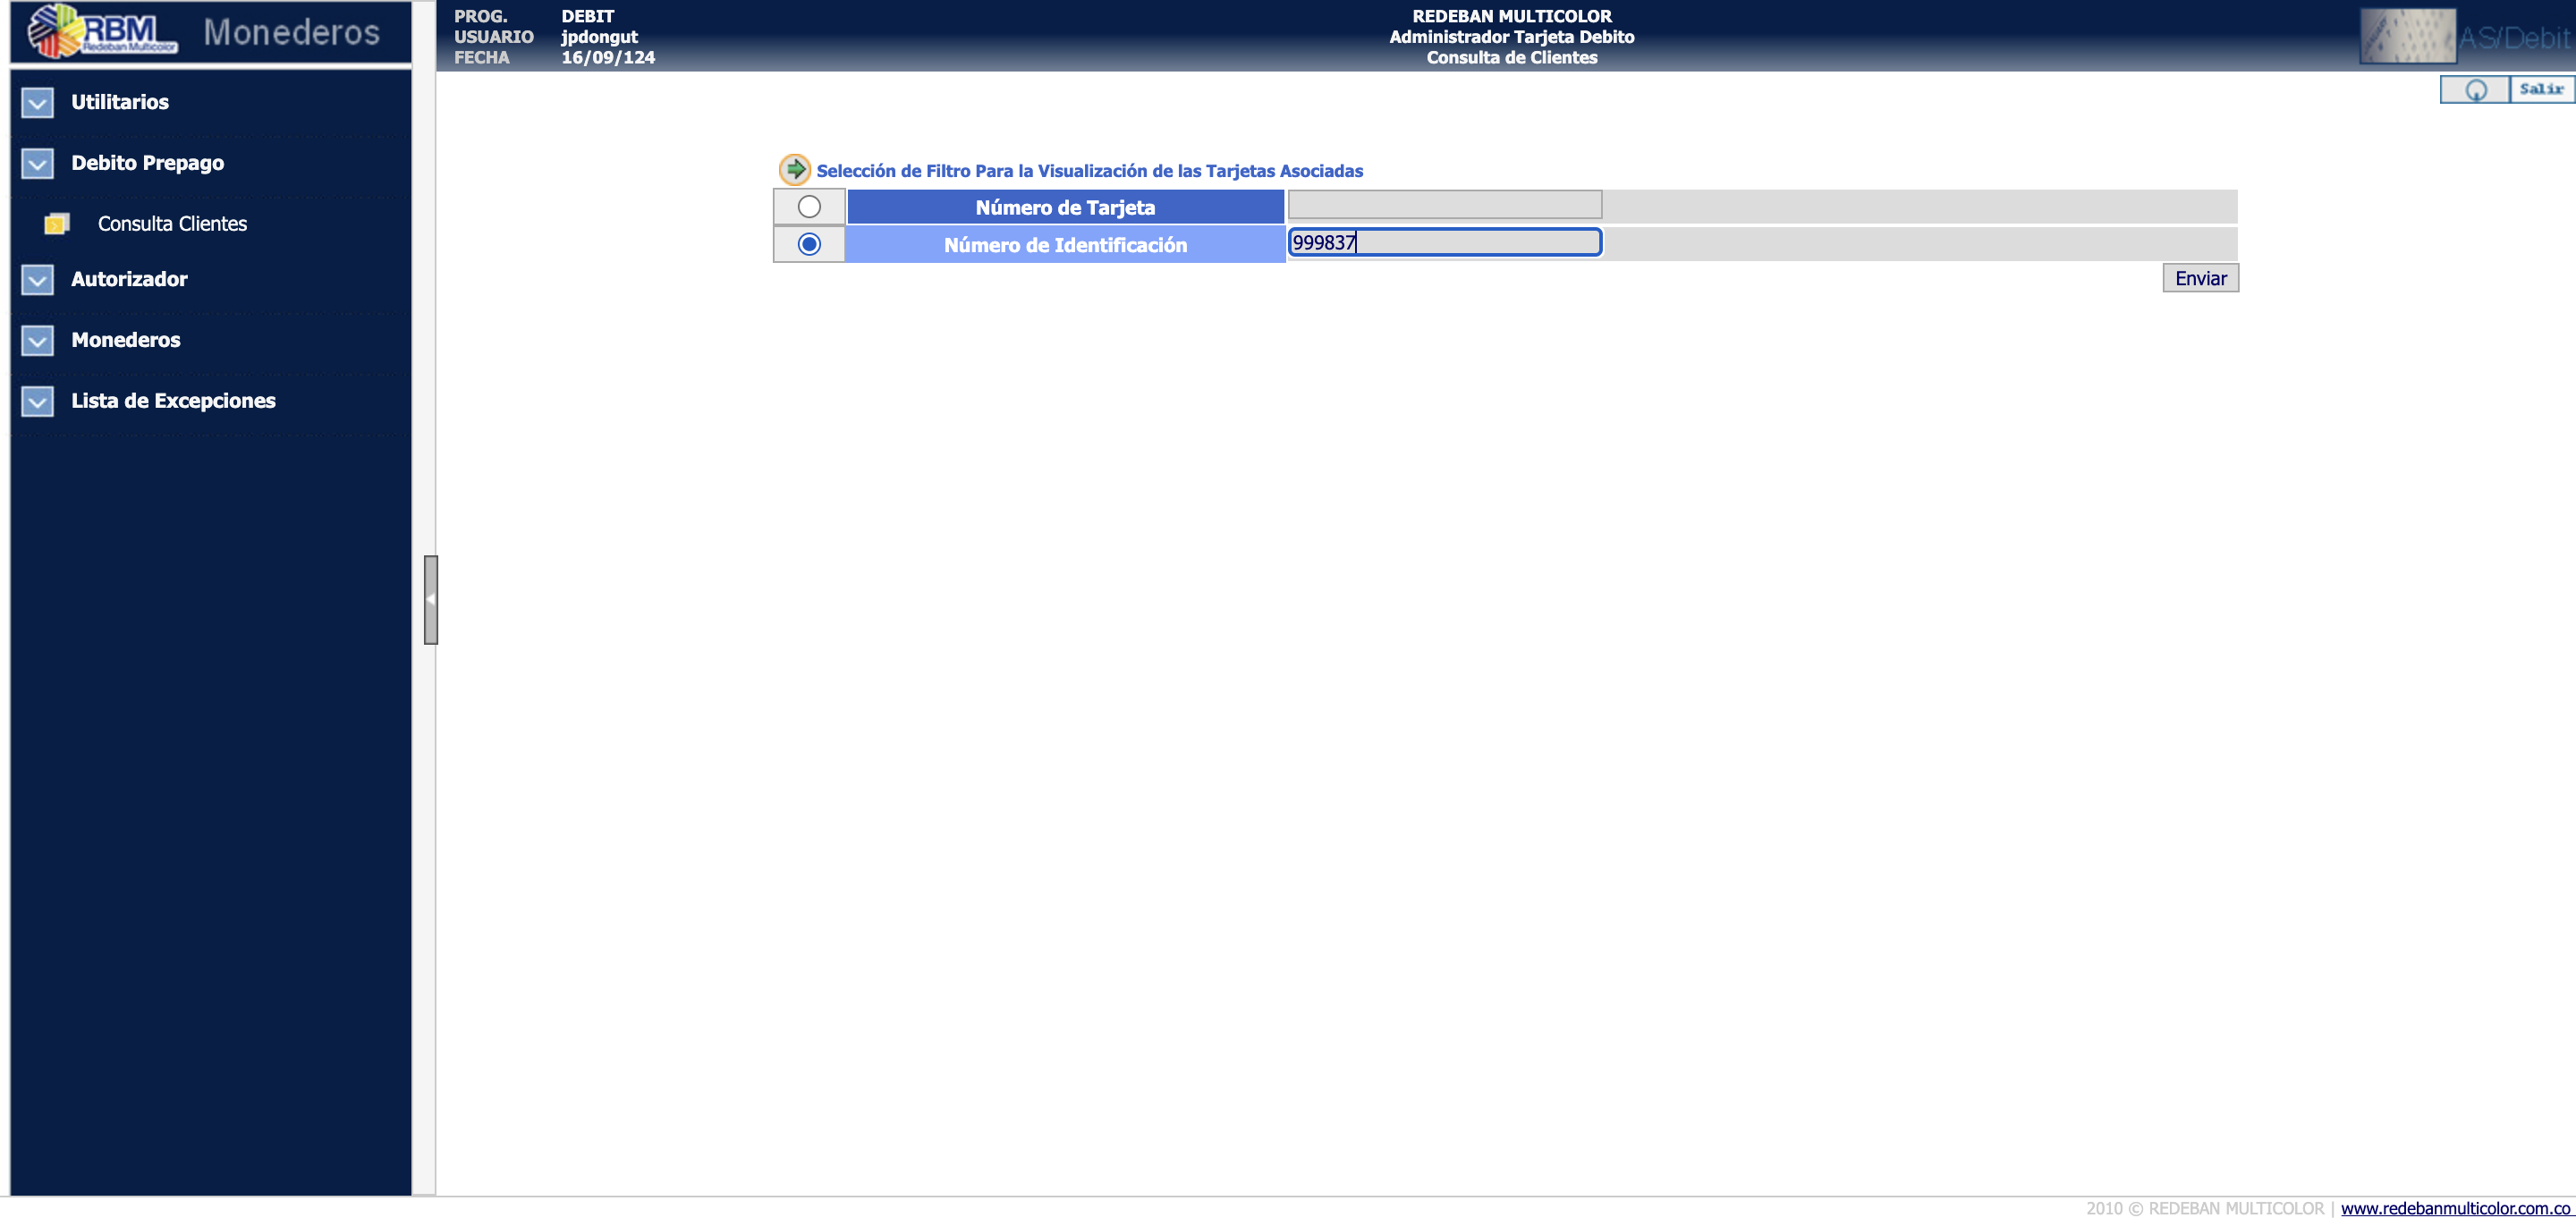 RBM
Redeban Multicolor
Monederos
PROG. DEBIT
USUARIO jpdongut
FECHA 16/09/124
REDEBAN MULTICOLOR
Administrador Tarjeta Debito
Consulta de Clientes
AS/Debit
Salir
Utilitarios
Debito Prepago
Consulta Clientes
Autorizador
Monederos
Lista de Excepciones
Selección de Filtro Para la Visualización de las Tarjetas Asociadas
Número de Tarjeta
Número de Identificación 999837
Enviar
2010 © REDEBAN MULTICOLOR | www.redebanmulticolor.com.co